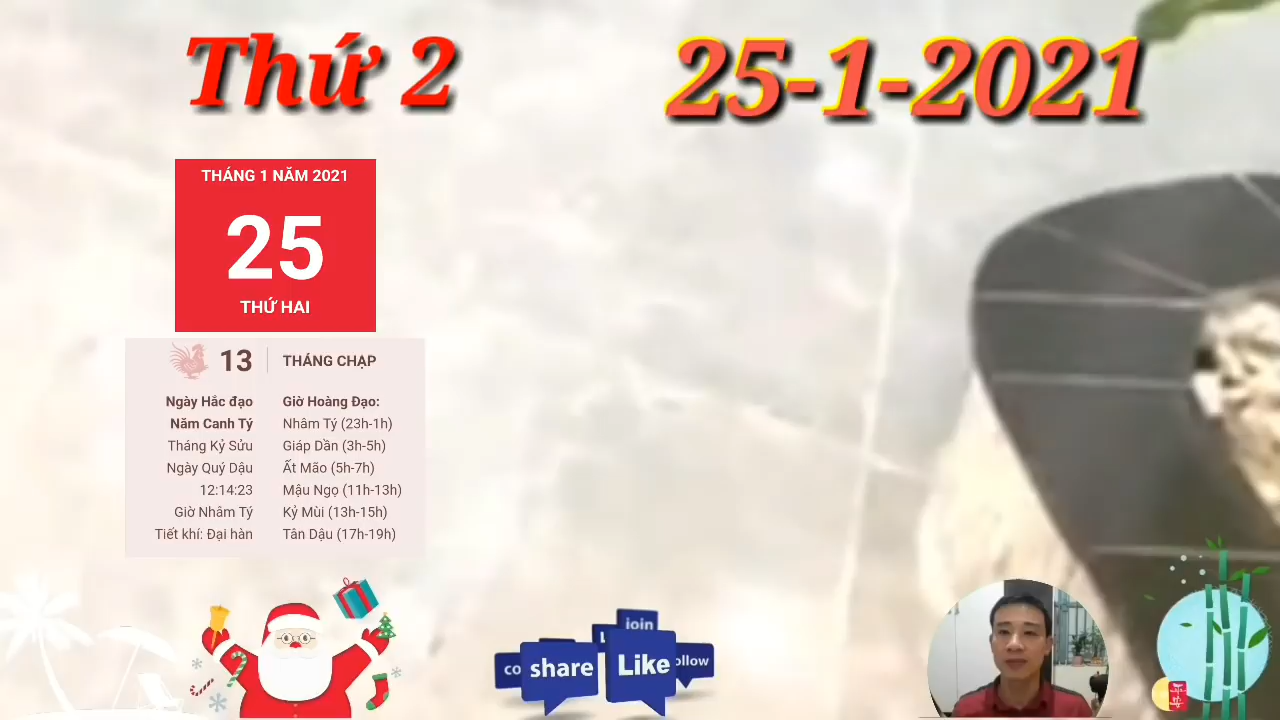 Thứ 2
25-1-2021
THÁNG 1 NĂM 2021
25
THỨ HAI
13
THÁNG CHẠP
Ngày Hắc đạo
Năm Canh Tý
Tháng Kỷ Sửu
Ngày Quý Dậu
12:14:23
Giờ Nhâm Tý
Tiết khí: Đại hàn
Giờ Hoàng Đạo:
Nhâm Tý (23h-1h)
Giáp Dần (3h-5h)
Ất Mão (5h-7h)
Mậu Ngọ (11h-13h)
Kỷ Mùi (13h-15h)
Tân Dậu (17h-19h)
join
share
Like